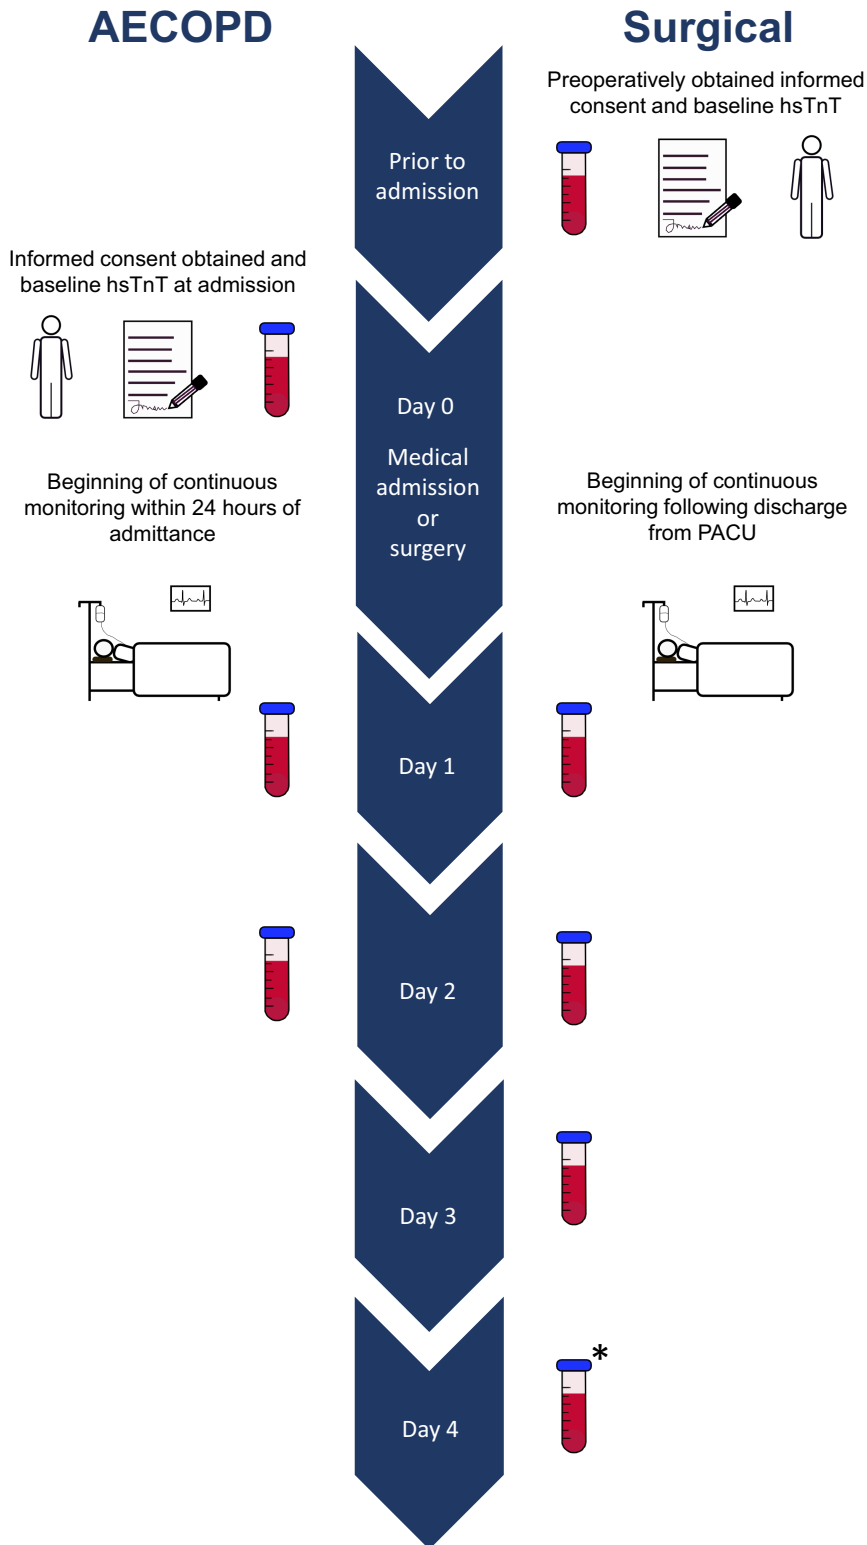 AECOPD
Surgical
Preoperatively obtained informed
consent and baseline hsTnT
Prior to
admission
Informed consent obtained and
baseline hsTnT at admission
Day 0
Medical
admission
or
surgery
Beginning of continuous
monitoring within 24 hours of
admittance
Beginning of continuous
monitoring following discharge
from PACU
Day 1
Day 2
Day 3
*
Day 4